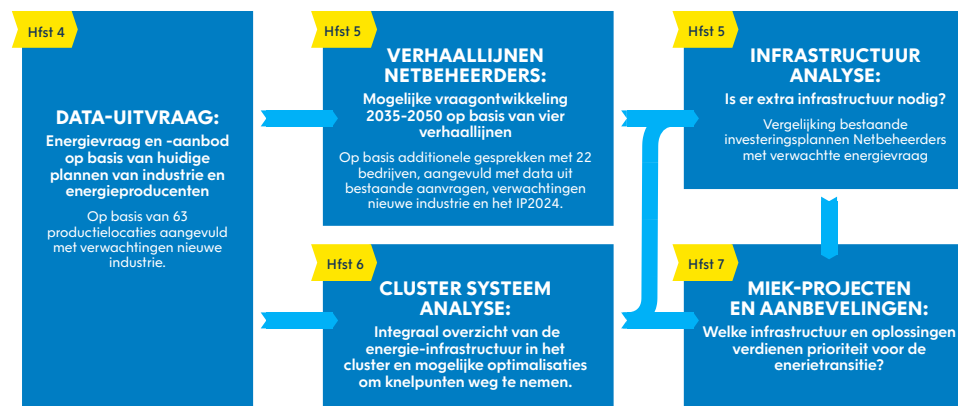 Hfst 4
DATA-UITVRAAG:
Energievraag en -aanbod
op basis van huidige
plannen van industrie en
energieproducenten
Op basis van 63
productielocaties aangevuld
met verwachtingen nieuwe
industrie.
Hfst 5
VERHAALLIJNEN
NETBEHEERDERS:
Mogelijke vraagontwikkeling
2035-2050 op basis van vier
verhaallijnen
Op basis additionele gesprekken met 22
bedrijven, aangevuld met data uit
bestaande aanvragen, verwachtingen
nieuwe industrie en het IP2024.
Hfst 6
CLUSTER SYSTEEM
ANALYSE:
Integraal overzicht van de
energie-infrastructuur in het
cluster en mogelijke optimalisaties
om knelpunten weg te nemen.
Hfst 5
INFRASTRUCTUUR
ANALYSE:
Is er extra infrastructuur nodig?
Vergelijking bestaande
investeringsplannen Netbeheerders
met verwachtte energievraag
Hfst 7
MIEK-PROJECTEN
EN AANBEVELINGEN:
Welke infrastructuur en oplossingen
verdienen prioriteit voor de
enerietransitie?